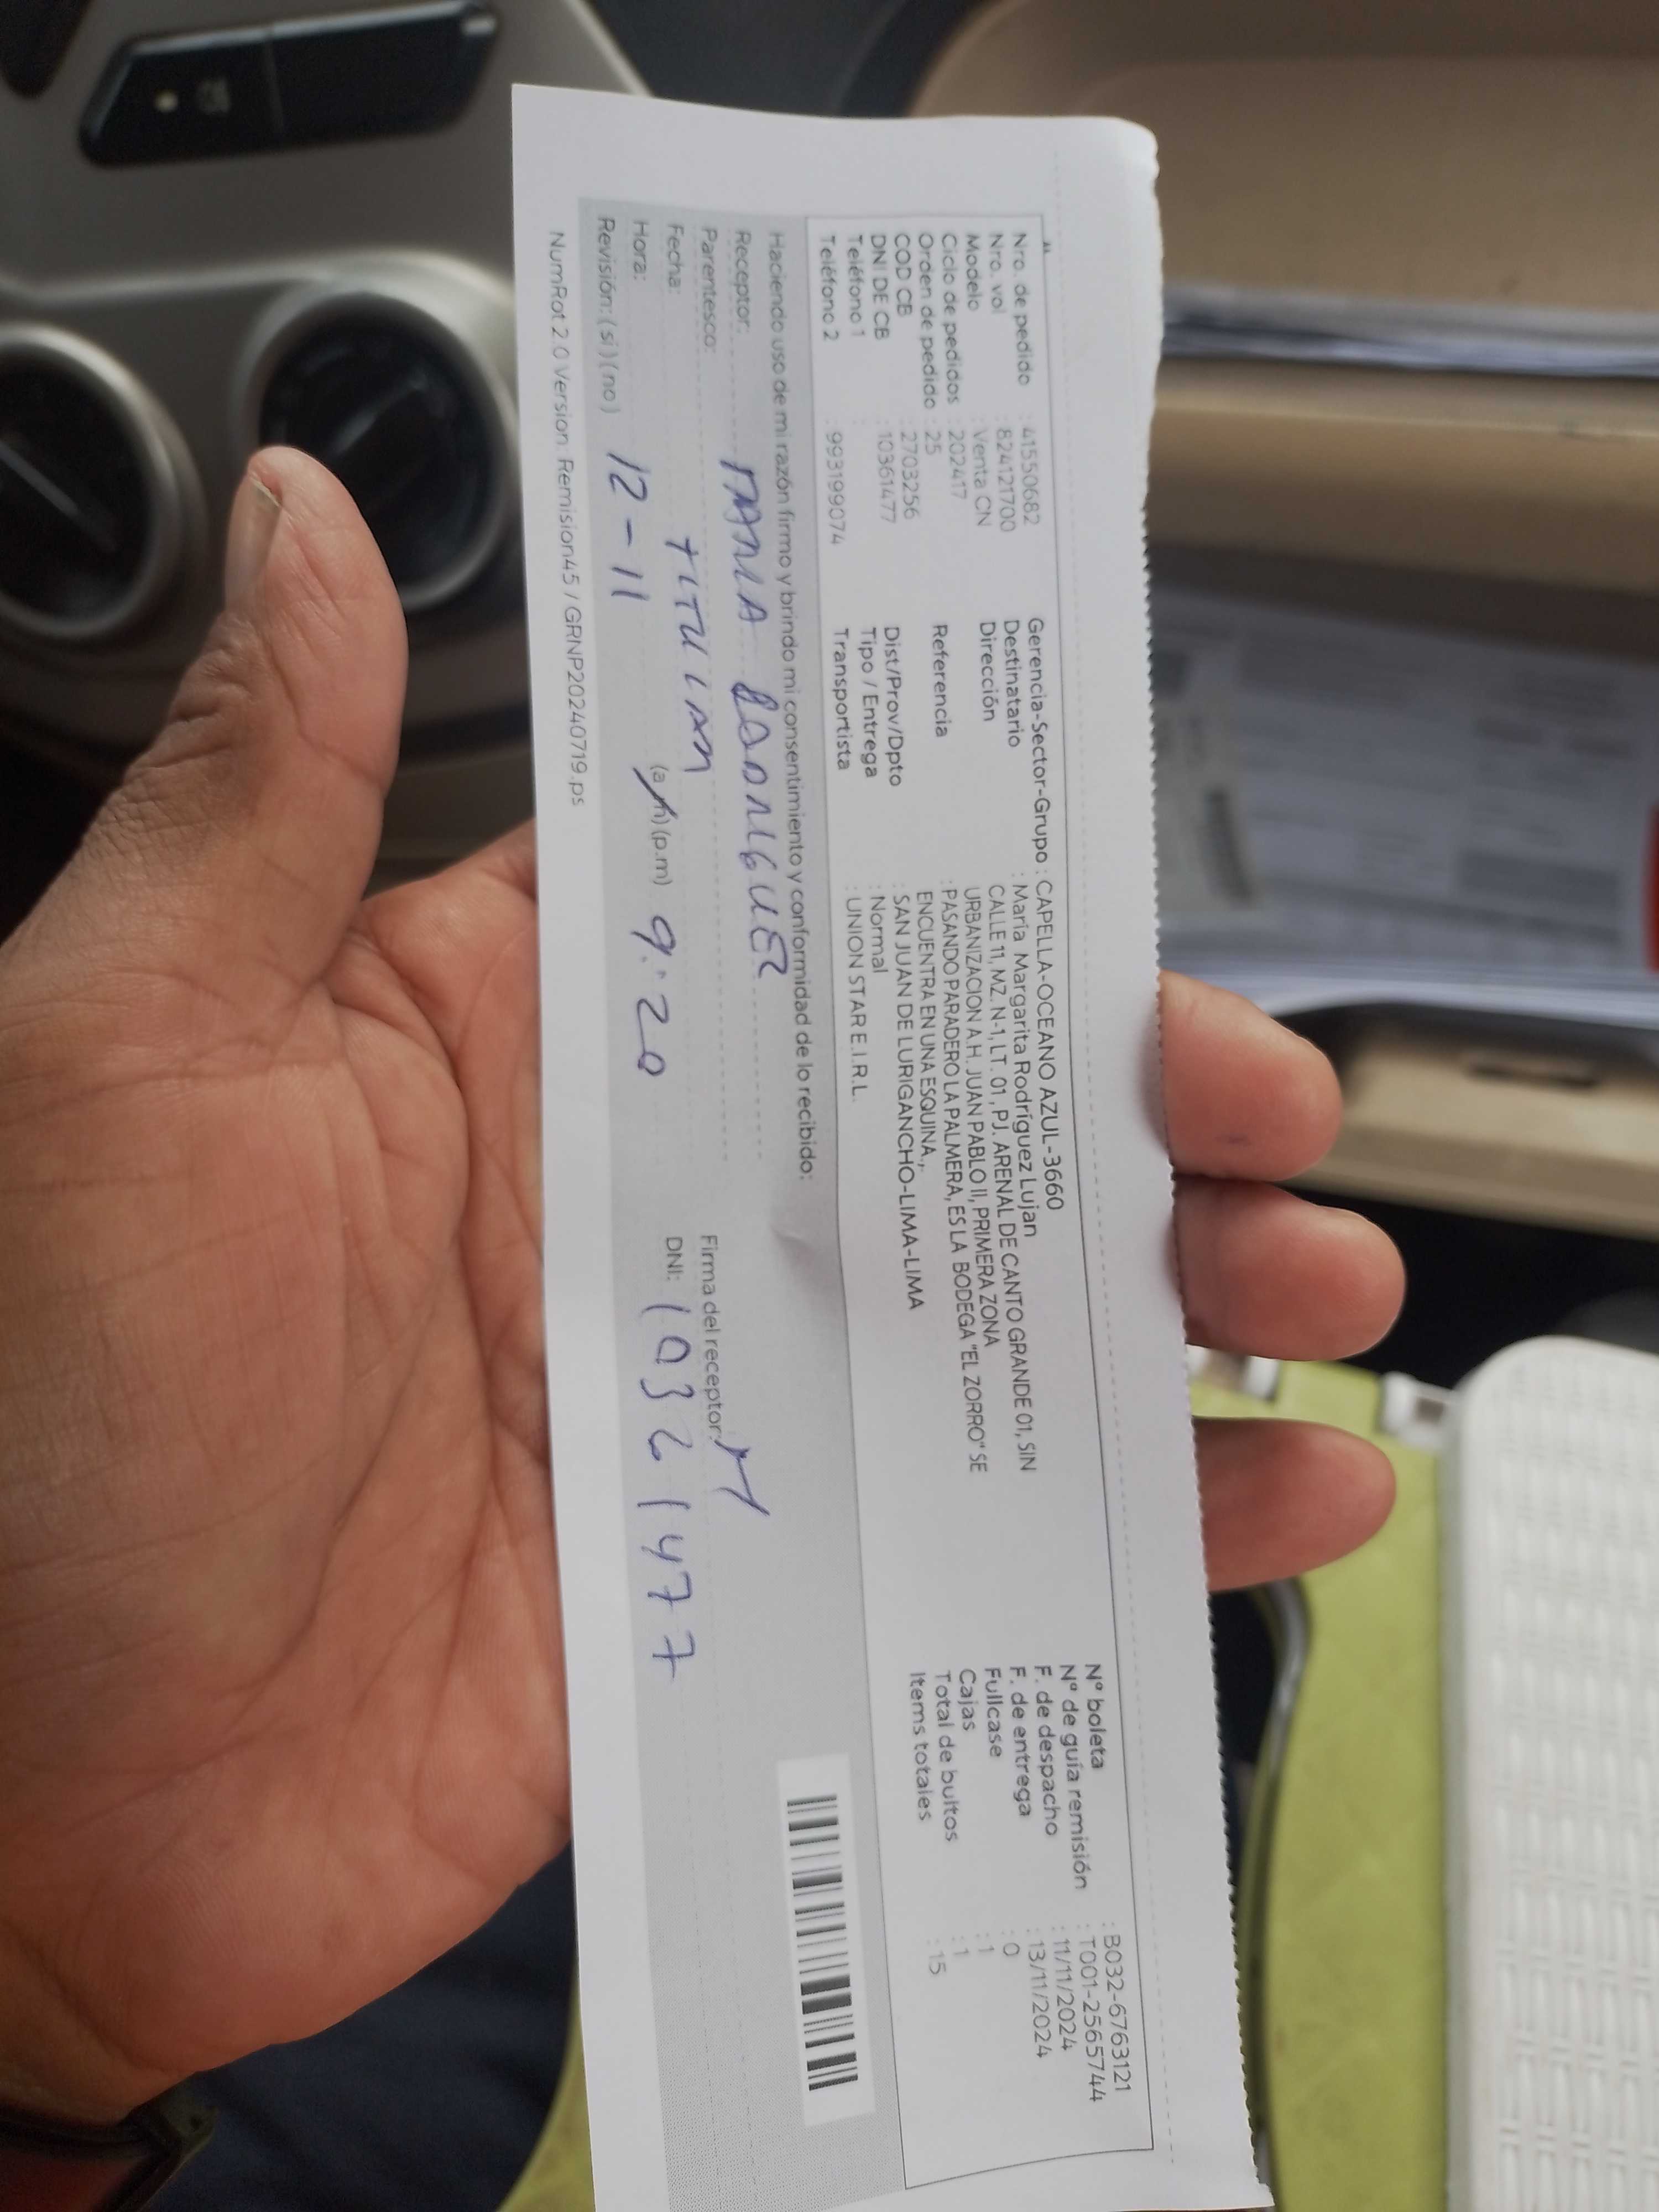 Nro. de pedido : 41550682
Nro. vol : 824121700
Modelo : Venta CN
Ciclo de pedidos : 202417
Orden de pedido : 25
COD CB : 2703256
DNI DE CB : 10361477
Teléfono 1 :
Teléfono 2 : 993199074
Gerencia-Sector-Grupo : CAPELLA-OCEANO AZUL-3660
Destinatario : María Margarita Rodríguez Lujan
Dirección : CALLE 11, MZ. N-1, LT. 01, PJ. ARENAL DE CANTO GRANDE 01, SIN
URBANIZACION A.H. JUAN PABLO II, PRIMERA ZONA
Referencia : PASANDO PARADERO LA PALMERA, ES LA BODEGA "EL ZORRO" SE
ENCUENTRA EN UNA ESQUINA.,
Dist/Prov/Dpto : SAN JUAN DE LURIGANCHO-LIMA-LIMA
Tipo / Entrega : Normal
Transportista : UNION STAR E.I.R.L.
N° boleta : B032-6763121
N° de guía remisión : T001-2565744
F. de despacho : 11/11/2024
F. de entrega : 13/11/2024
Fullcase : 0
Cajas : 1
Total de bultos : 1
Items totales : 15
Haciendo uso de mi razón firmo y brindo mi consentimiento y conformidad de lo recibido:
Receptor: MARIA RODRIGUEZ
Parentesco: TITULAR
Fecha: 12-11
Hora: (a.m) (p.m) 9:20
Revisión: (si) (no)
Firma del receptor:
DNI: 10361477
NumRot 2.0 Version Remision45 / GRNP20240719.ps